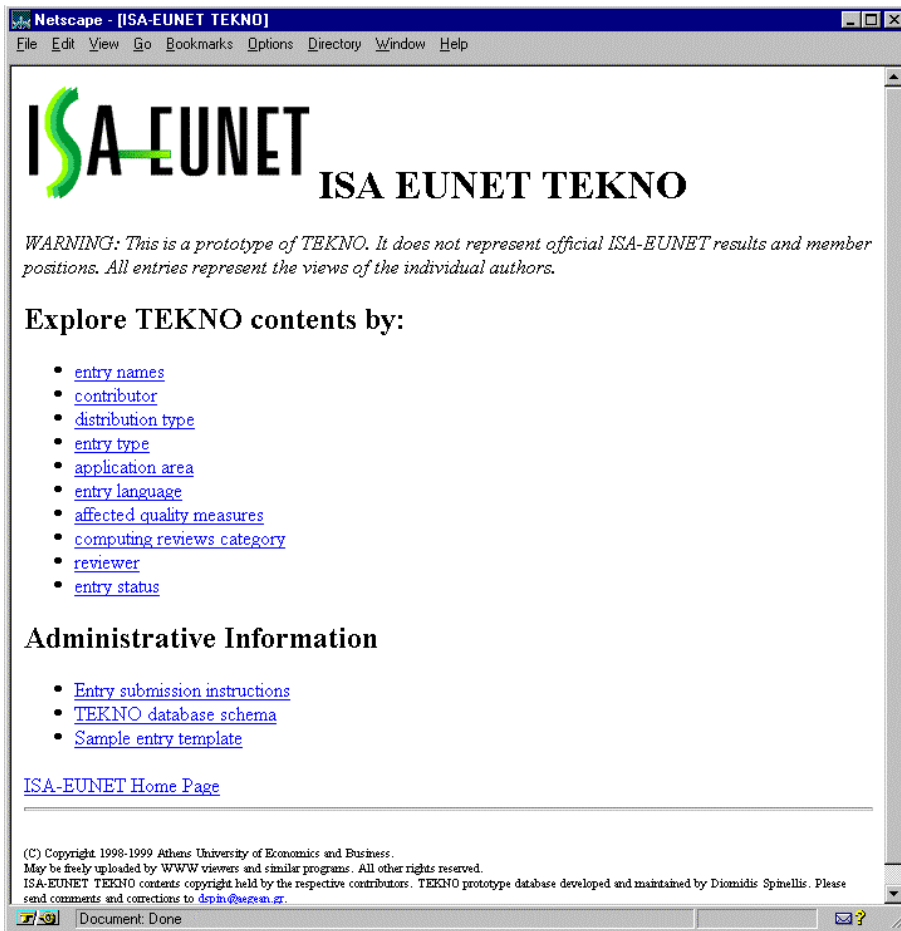 Netscape - [ISA-EUNET TEKNO]
File Edit View Go Bookmarks Options Directory Window Help
ISA-EUNET
ISA EUNET TEKNO
WARNING: This is a prototype of TEKNO. It does not represent official ISA-EUNET results and member
positions. All entries represent the views of the individual authors.
Explore TEKNO contents by:
entry names
contributor
distribution type
entry type
application area
entry language
affected quality measures
computing reviews category
reviewer
entry status
Administrative Information
Entry submission instructions
TEKNO database schema
Sample entry template
ISA-EUNET Home Page
(C) Copyright 1998-1999 Athens University of Economics and Business.
May be freely uploaded by WWW viewers and similar programs. All other rights reserved.
ISA-EUNET TEKNO contents copyright held by the respective contributors. TEKNO prototype database developed and maintained by Diomidis Spinellis. Please
send comments and corrections to dspin@aegean.gr.
Document: Done